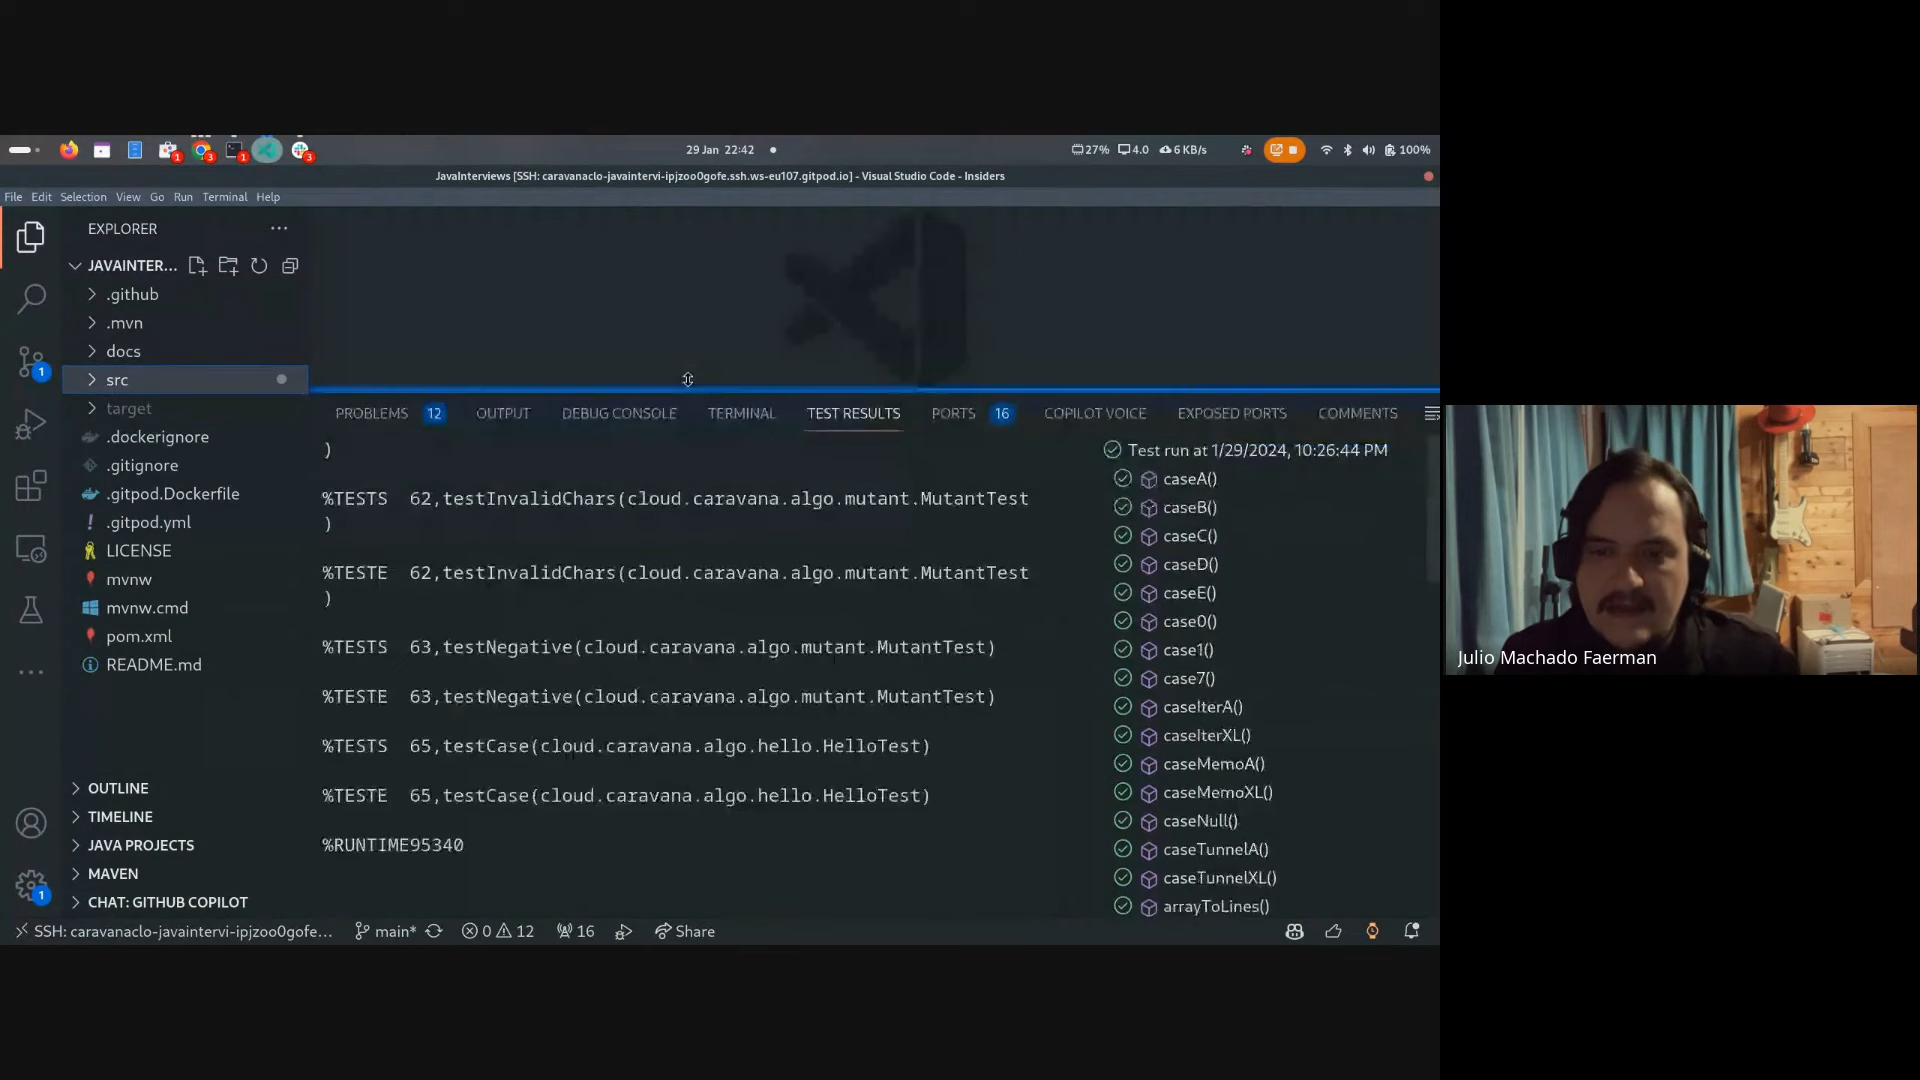 29 Jan 22:42
27%
4.0
6 KB/s
100%
1
3
1
3
JavaInterviews [SSH: caravanaclo-javaintervi-ipjzoo0gofe.ssh.ws-eu107.gitpod.io] - Visual Studio Code - Insiders
File Edit Selection View Go Run Terminal Help
EXPLORER
JAVAINTER...
.github
.mvn
docs
src
target
.dockerignore
.gitignore
.gitpod.Dockerfile
.gitpod.yml
LICENSE
mvnw
mvnw.cmd
pom.xml
README.md
OUTLINE
TIMELINE
JAVA PROJECTS
MAVEN
CHAT: GITHUB COPILOT
1
1
PROBLEMS 12 OUTPUT DEBUG CONSOLE TERMINAL TEST RESULTS PORTS 16 COPILOT VOICE EXPOSED PORTS COMMENTS
)
%TESTS 62,testInvalidChars(cloud.caravana.algo.mutant.MutantTest
)
%TESTE 62,testInvalidChars(cloud.caravana.algo.mutant.MutantTest
)
%TESTS 63,testNegative(cloud.caravana.algo.mutant.MutantTest)
%TESTE 63,testNegative(cloud.caravana.algo.mutant.MutantTest)
%TESTS 65,testCase(cloud.caravana.algo.hello.HelloTest)
%TESTE 65,testCase(cloud.caravana.algo.hello.HelloTest)
%RUNTIME95340
Test run at 1/29/2024, 10:26:44 PM
caseA()
caseB()
caseC()
caseD()
caseE()
case0()
case1()
case7()
caseIterA()
caseIterXL()
caseMemoA()
caseMemoXL()
caseNull()
caseTunnelA()
caseTunnelXL()
arrayToLines()
SSH: caravanaclo-javaintervi-ipjzoo0gofe... main* 0 12 16 Share
Julio Machado Faerman